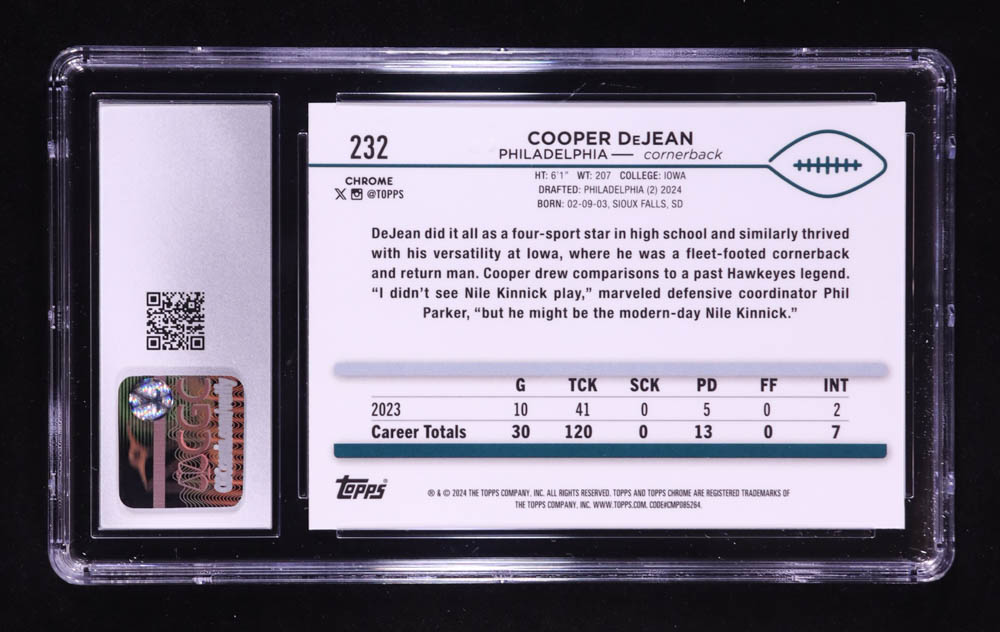 232
COOPER DeJEAN
PHILADELPHIA — cornerback
CHROME
@TOPPS
HT: 6'1" WT: 207 COLLEGE: IOWA
DRAFTED: PHILADELPHIA (2) 2024
BORN: 02-09-03, SIOUX FALLS, SD
DeJean did it all as a four-sport star in high school and similarly thrived
with his versatility at Iowa, where he was a fleet-footed cornerback
and return man. Cooper drew comparisons to a past Hawkeyes legend.
“I didn’t see Nile Kinnick play,” marveled defensive coordinator Phil
Parker, “but he might be the modern-day Nile Kinnick.”
G TCK SCK PD FF INT
2023 10 41 0 5 0 2
Career Totals 30 120 0 13 0 7
TOPPS®
® & © 2024 THE TOPPS COMPANY, INC. ALL RIGHTS RESERVED. TOPPS AND TOPPS CHROME ARE REGISTERED TRADEMARKS OF
THE TOPPS COMPANY, INC. WWW.TOPPS.COM. CODE#CMP085264.